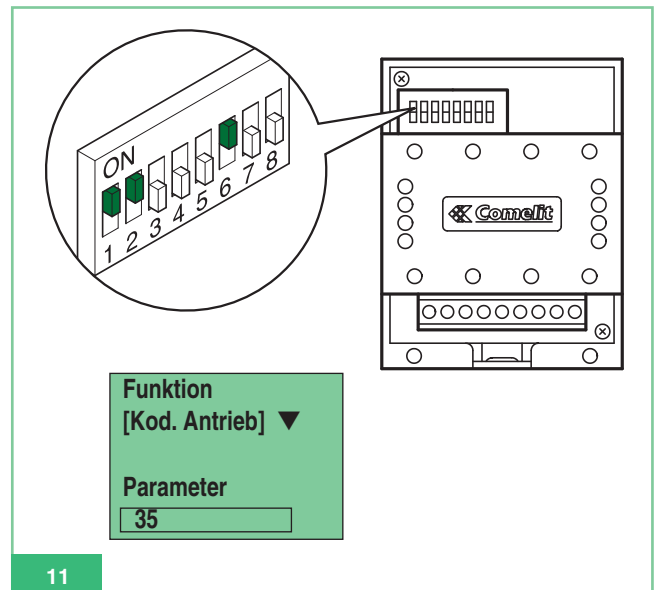 ON
1 2 3 4 5 6 7 8
Comelit
Funktion
[Kod. Antrieb] ▼
Parameter
35
11